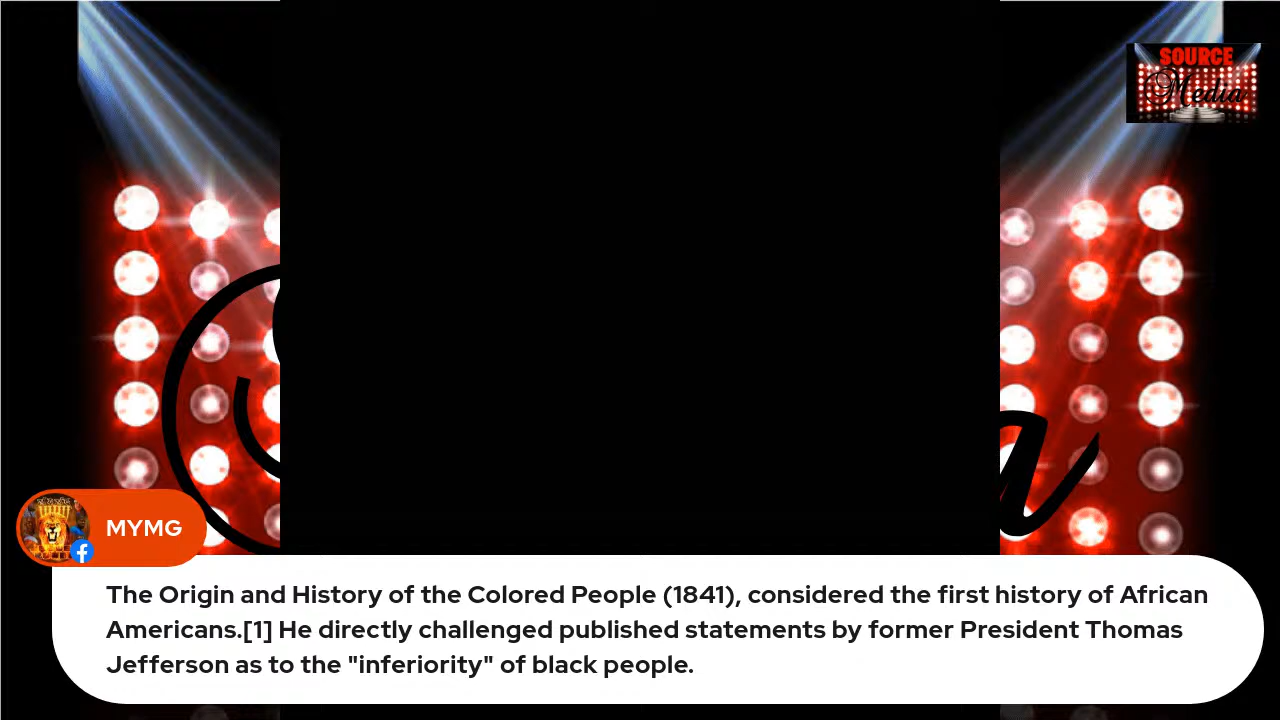 SOURCE
Media
MYMG
The Origin and History of the Colored People (1841), considered the first history of African
Americans.[1] He directly challenged published statements by former President Thomas
Jefferson as to the "inferiority" of black people.